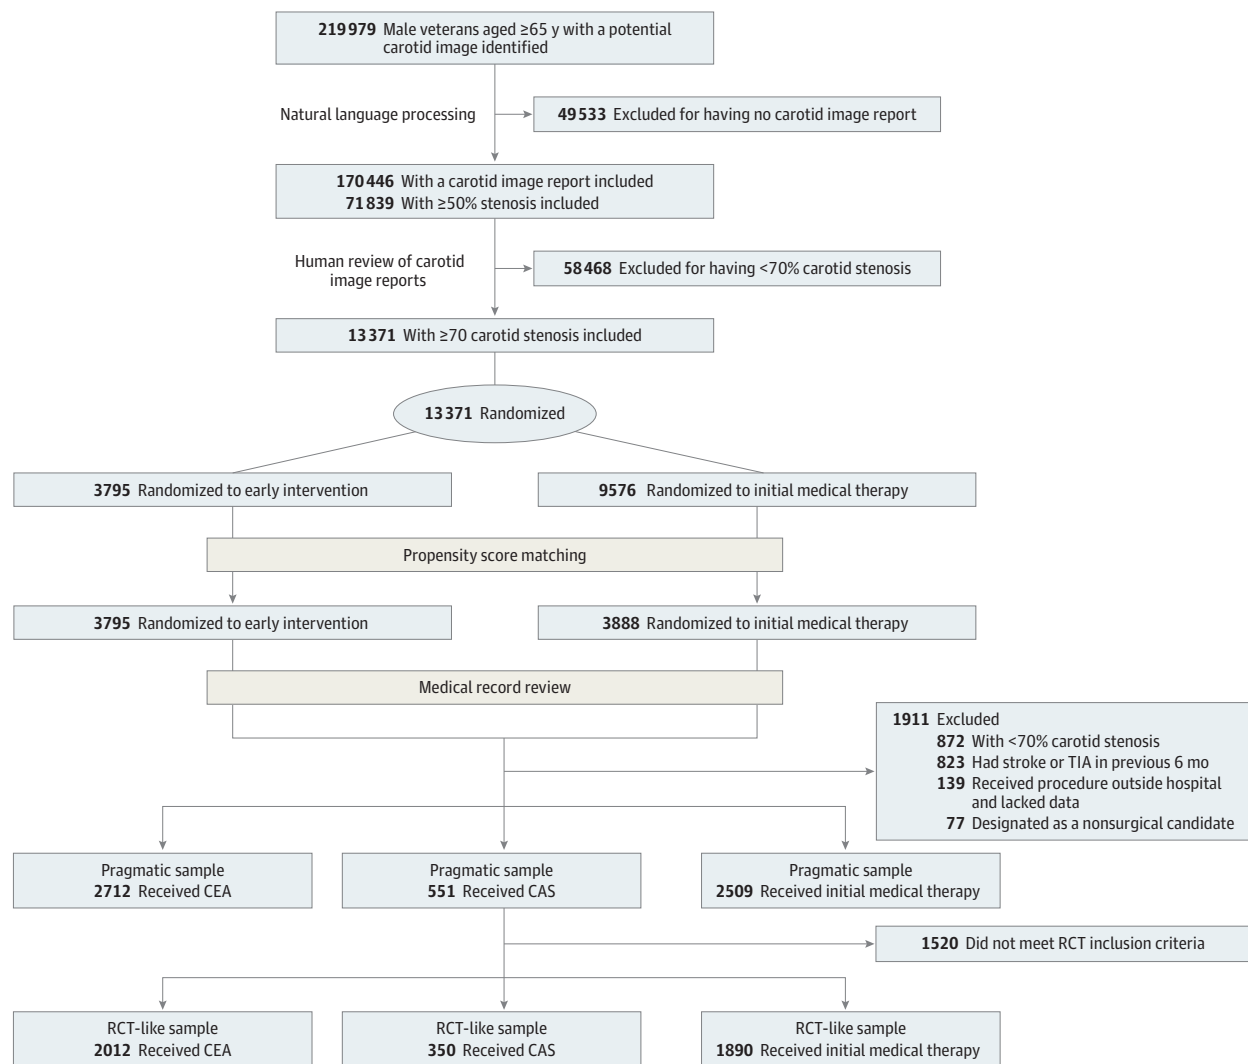 219979 Male veterans aged ≥65 y with a potential
carotid image identified
Natural language processing
49533 Excluded for having no carotid image report
170446 With a carotid image report included
71839 With ≥50% stenosis included
Human review of carotid
image reports
58468 Excluded for having <70% carotid stenosis
13371 With ≥70 carotid stenosis included
13371 Randomized
3795 Randomized to early intervention
9576 Randomized to initial medical therapy
Propensity score matching
3795 Randomized to early intervention
3888 Randomized to initial medical therapy
Medical record review
1911 Excluded
872 With <70% carotid stenosis
823 Had stroke or TIA in previous 6 mo
139 Received procedure outside hospital
and lacked data
77 Designated as a nonsurgical candidate
Pragmatic sample
2712 Received CEA
Pragmatic sample
551 Received CAS
Pragmatic sample
2509 Received initial medical therapy
1520 Did not meet RCT inclusion criteria
RCT-like sample
2012 Received CEA
RCT-like sample
350 Received CAS
RCT-like sample
1890 Received initial medical therapy